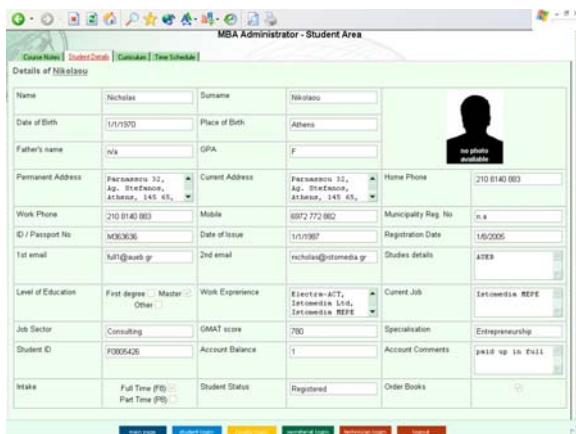 MBA Administrator - Student Area
Course Notes Student Details Curriculum Time Schedule
Details of Nikolaou
Name Nicholas Surname Nikolaou
Date of Birth 1/1/1970 Place of Birth Athens
no photo
available
Father's name n/a GPA F
Permanent Address Parnassou 32,
Ag. Stefanos,
Athens, 145 65,
Current Address Parnassou 32,
Ag. Stefanos,
Athens, 145 65,
Home Phone 210 8140 883
Work Phone 210 8140 883 Mobile 6972 772 882 Municipality Reg. No n.a
ID / Passport No M363636 Date of Issue 1/1/1987 Registration Date 1/6/2005
1st email full1@aueb.gr 2nd email nicholas@istomedia.gr Studies details AUEB
Level of Education First degree Master
Other
Work Exprerience Electra-ACT,
Istomedia Ltd,
Istomedia MEPE
Current Job Istomedia MEPE
Job Sector Consulting GMAT score 780 Specialisation Entrepreneurship
Student ID F0805426 Account Balance 1 Account Comments paid up in full
Intake Full Time (F8)
Part Time (P8)
Student Status Registered Order Books
main page student login secretarial login technician login logout